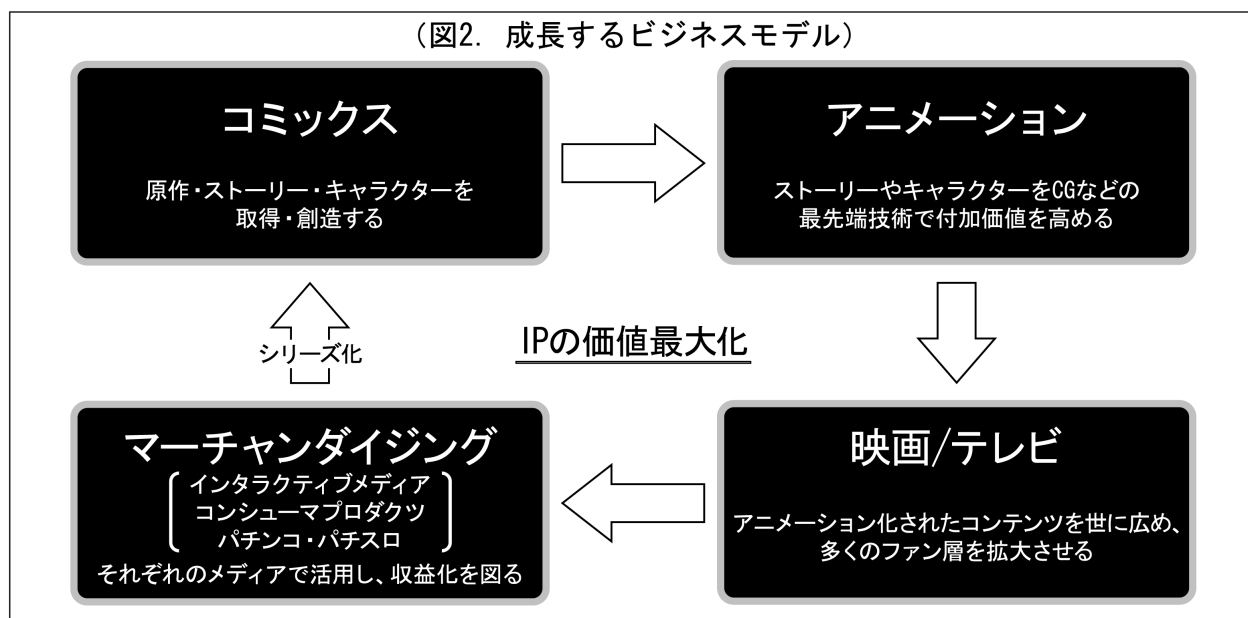 (図2. 成長するビジネスモデル)
コミックス
原作・ストーリー・キャラクターを
取得・創造する
アニメーション
ストーリーやキャラクターをCGなどの
最先端技術で付加価値を高める
シリーズ化
IPの価値最大化
マーチャンダイジング
インタラクティブメディア
コンシューマプロダクツ
パチンコ・パチスロ
それぞれのメディアで活用し、収益化を図る
映画/テレビ
アニメーション化されたコンテンツを世に広め、
多くのファン層を拡大させる